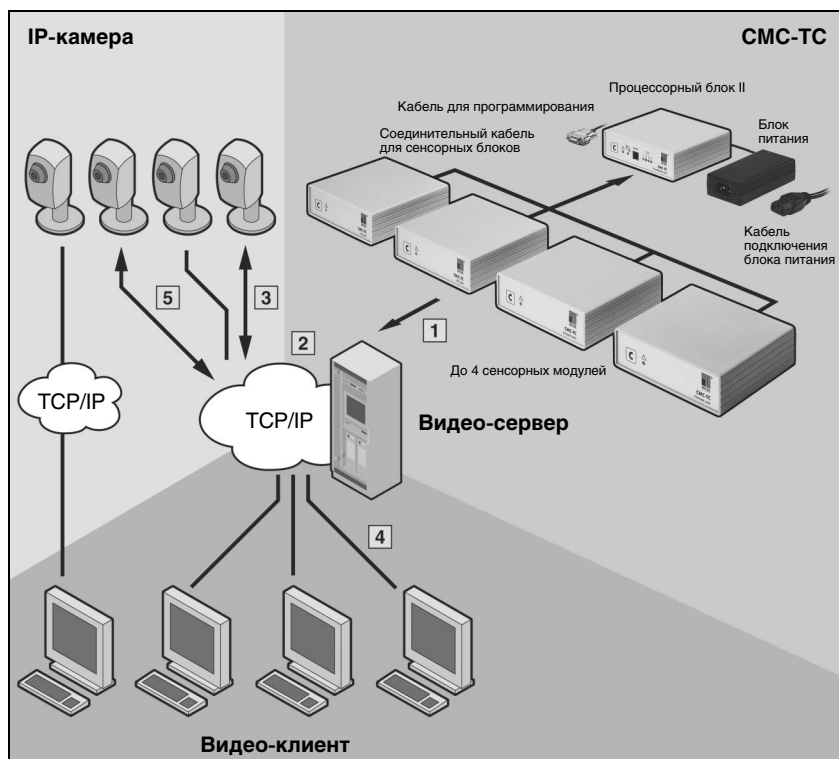 IP-камера
CMC-TC
Процессорный блок II
Кабель для программирования
Соединительный кабель
для сенсорных блоков
Блок
питания
Кабель
подключения
блока питания
5
3
1
2
До 4 сенсорных модулей
TCP/IP
TCP/IP
Видео-сервер
4
Видео-клиент